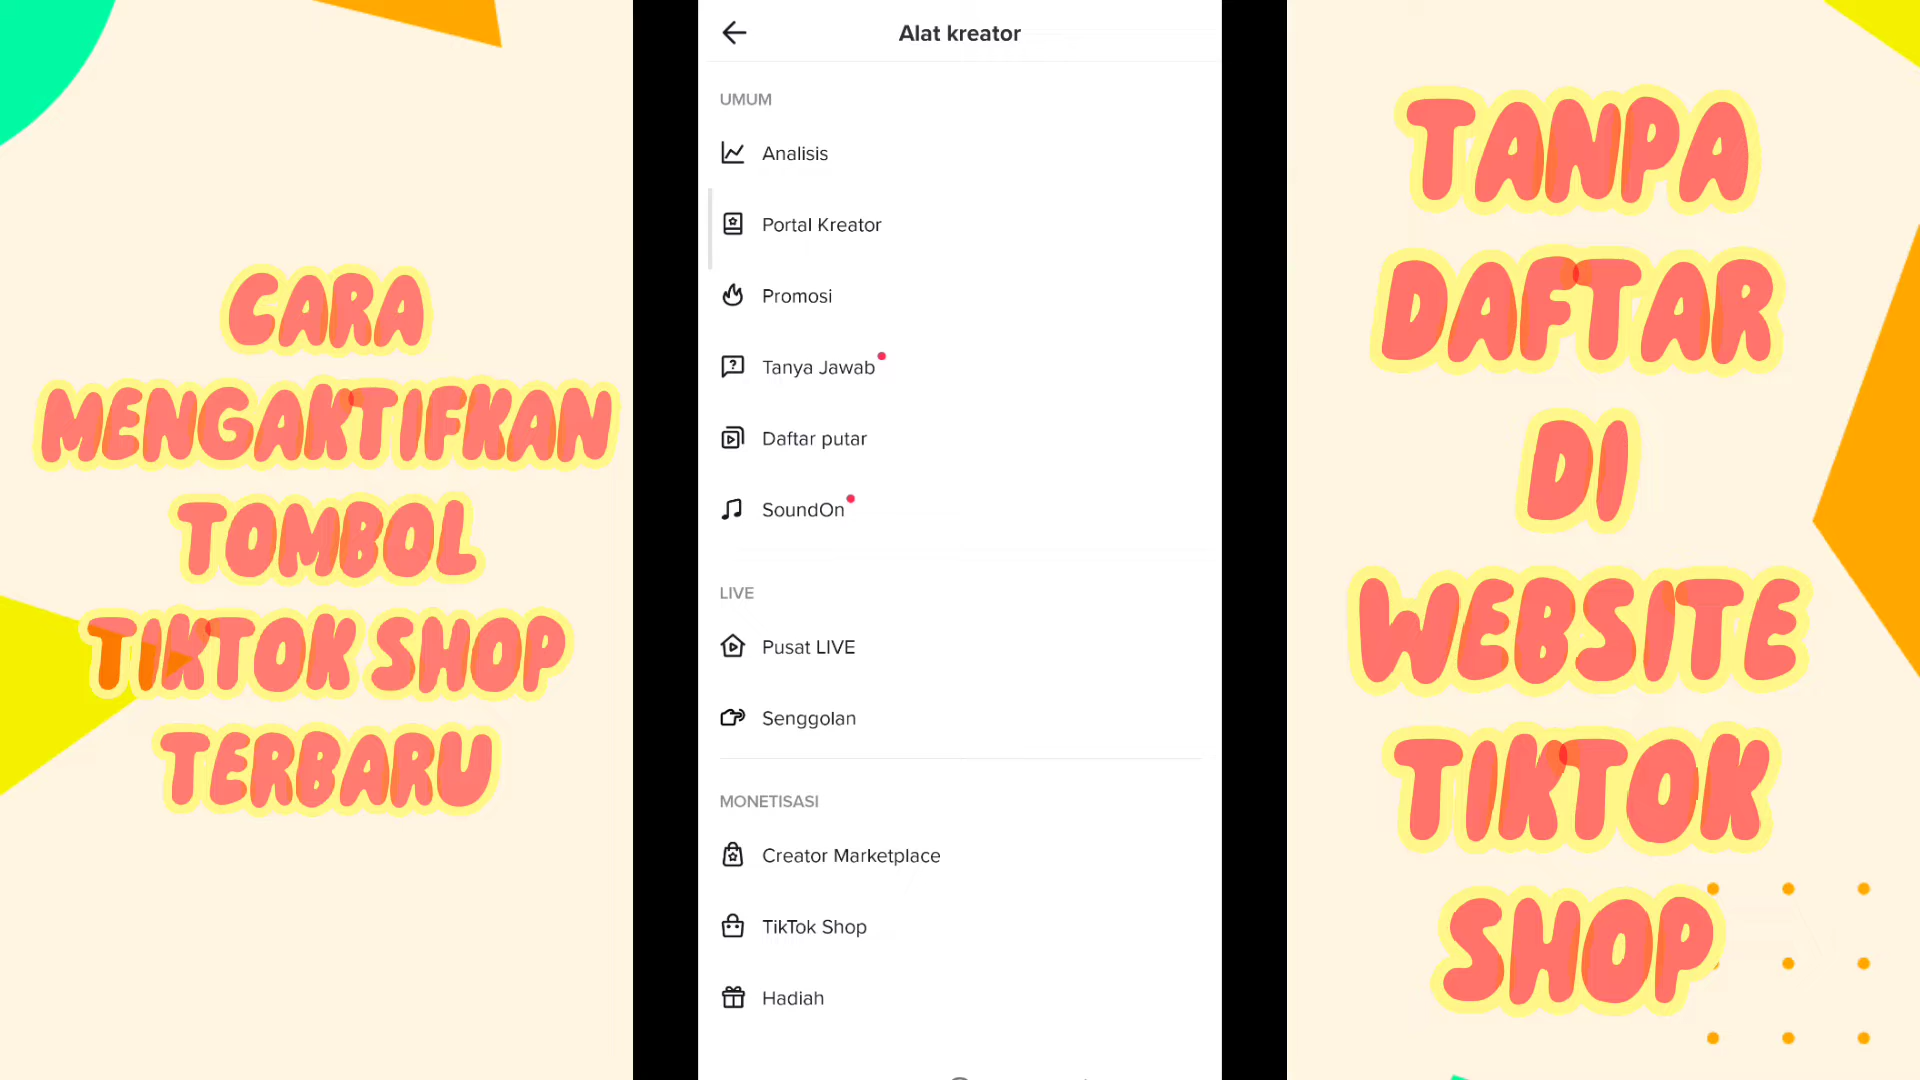 CARA
MENGAKTIFKAN
TOMBOL
TIKTOK SHOP
TERBARU
Alat kreator
UMUM
Analisis
Portal Kreator
Promosi
Tanya Jawab
Daftar putar
SoundOn
LIVE
Pusat LIVE
Senggolan
MONETISASI
Creator Marketplace
TikTok Shop
Hadiah
TANPA
DAFTAR
DI
WEBSITE
TIKTOK
SHOP